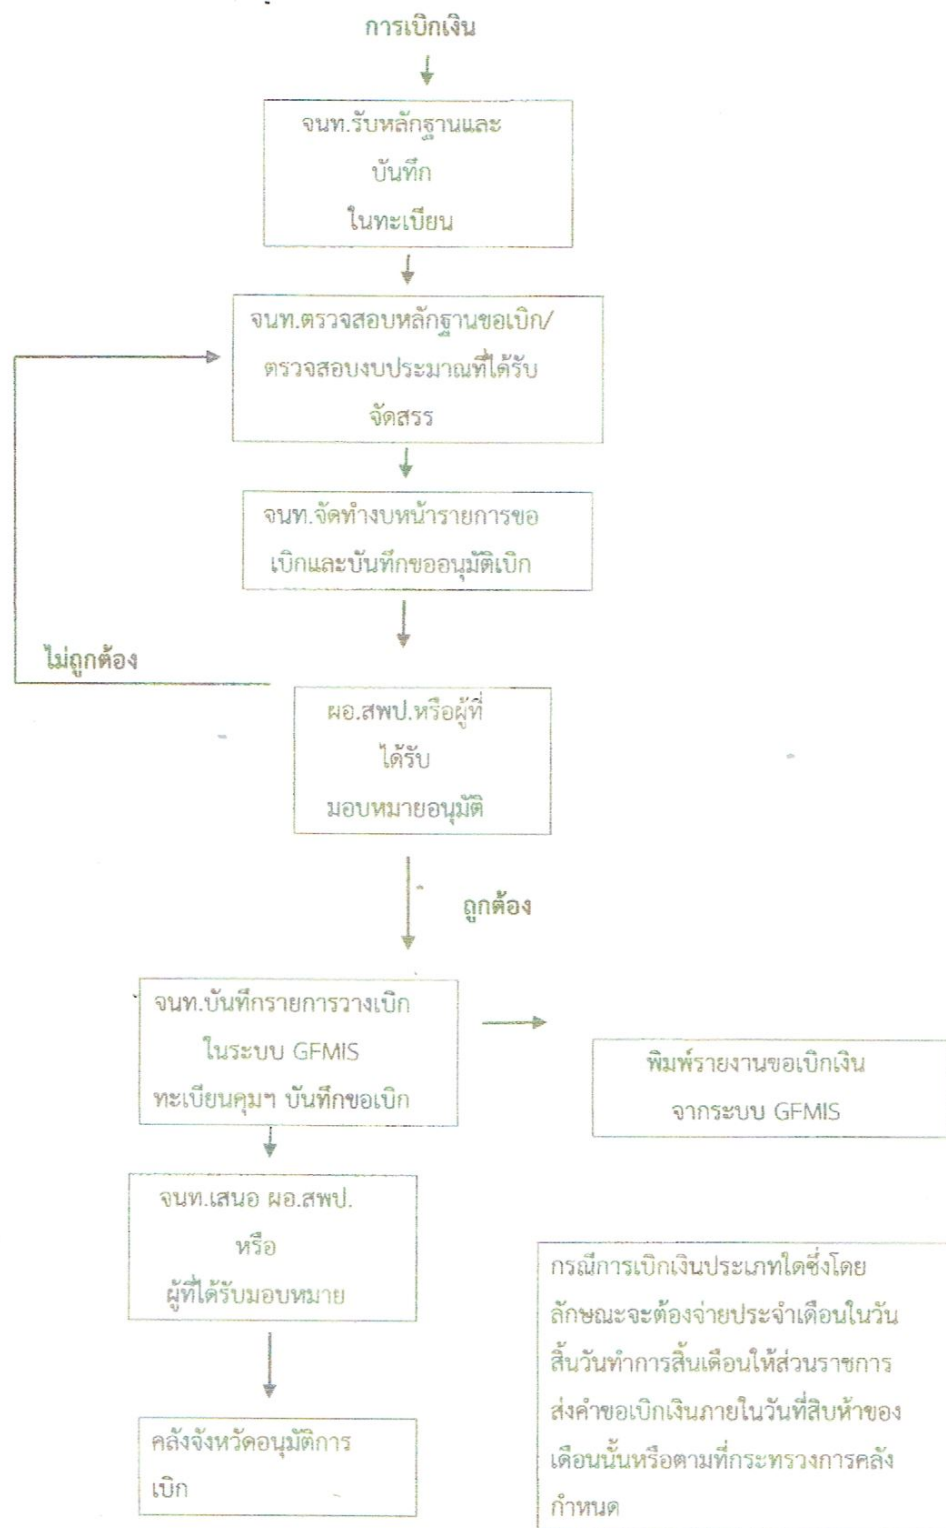 การเบิกเงิน
จนท.รับหลักฐานและ
บันทึก
ในทะเบียน
จนท.ตรวจสอบหลักฐานขอเบิก/
ตรวจสอบงบประมาณที่ได้รับ
จัดสรร
จนท.จัดทำงบหน้ารายการขอ
เบิกและบันทึกขออนุมัติเบิก
ไม่ถูกต้อง
ผอ.สพป.หรือผู้ที่
ได้รับ
มอบหมายอนุมัติ
ถูกต้อง
จนท.บันทึกรายการวางเบิก
ในระบบ GFMIS
ทะเบียนคุมฯ บันทึกขอเบิก
พิมพ์รายงานขอเบิกเงิน
จากระบบ GFMIS
จนท.เสนอ ผอ.สพป.
หรือ
ผู้ที่ได้รับมอบหมาย
กรณีการเบิกเงินประเภทใดซึ่งโดย
ลักษณะจะต้องจ่ายประจำเดือนในวัน
สิ้นวันทำการสิ้นเดือนให้ส่วนราชการ
ส่งคำขอเบิกเงินภายในวันที่สิบห้าของ
เดือนนั้นหรือตามที่กระทรวงการคลัง
กำหนด
คลังจังหวัดอนุมัติการ
เบิก